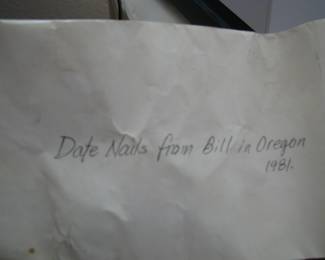 Date Nails from Bill in Oregon
1981.